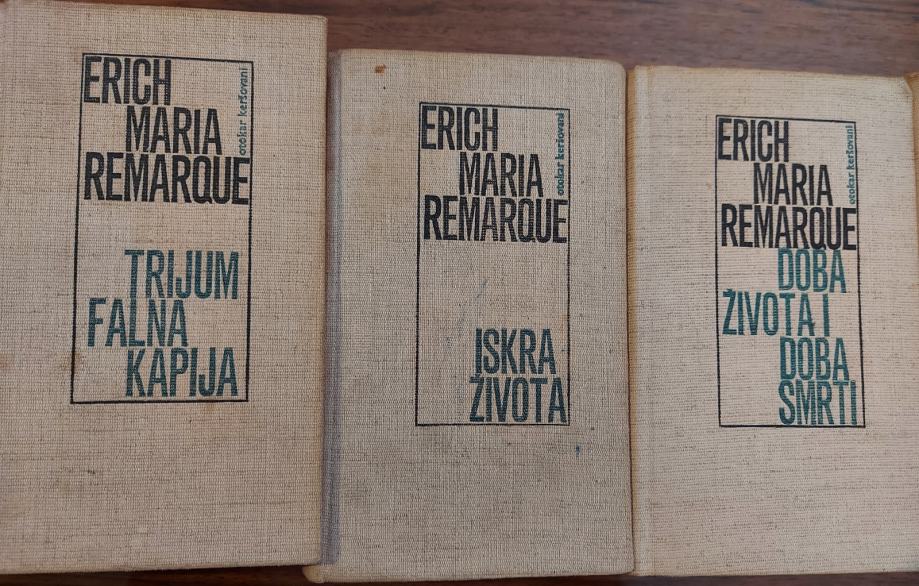 ERICH
MARIA
REMARQUE
otokar keršovani
TRIJUM
FALNA
KAPIJA
ERICH
MARIA
REMARQUE
otokar keršovani
ISKRA
ŽIVOTA
ERICH
MARIA
REMARQUE
otokar keršovani
DOBA
ŽIVOTA I
DOBA
SMRTI